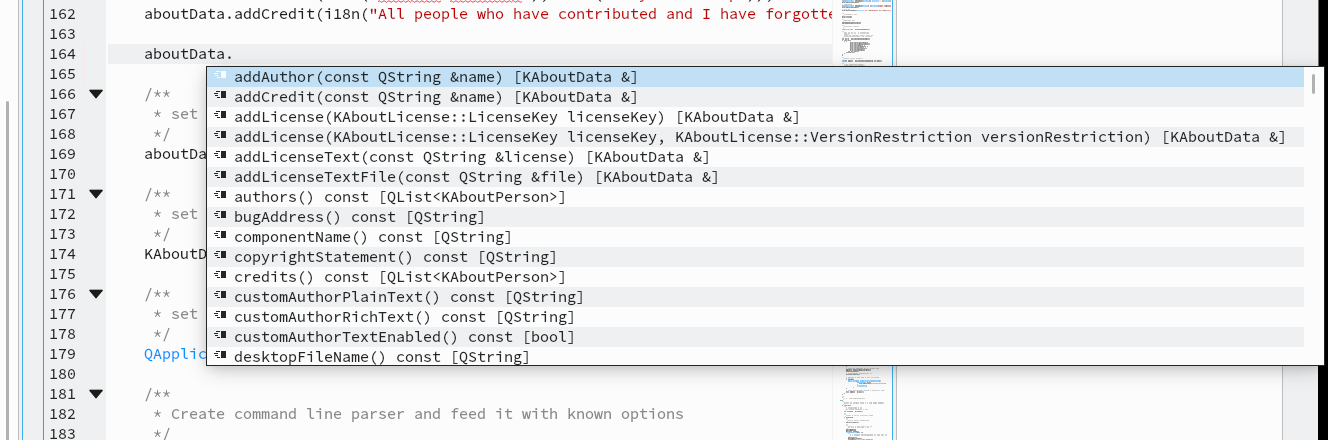 162 aboutData.addCredit(i18n("All people who have contributed and I have forgotte
163
164 aboutData.
165
addAuthor(const QString &name) [KAboutData &]
166 /**
addCredit(const QString &name) [KAboutData &]
167 * set
addLicense(KAboutLicense::LicenseKey licenseKey) [KAboutData &]
168 */
addLicense(KAboutLicense::LicenseKey licenseKey, KAboutLicense::VersionRestriction versionRestriction) [KAboutData &]
169 aboutDa
addLicenseText(const QString &license) [KAboutData &]
170
addLicenseTextFile(const QString &file) [KAboutData &]
171 /**
authors() const [QList<KAboutPerson>]
172 * set
bugAddress() const [QString]
173 */
componentName() const [QString]
174 KAboutD
copyrightStatement() const [QString]
175
credits() const [QList<KAboutPerson>]
176 /**
customAuthorPlainText() const [QString]
177 * set
customAuthorRichText() const [QString]
178 */
customAuthorTextEnabled() const [bool]
179 QApplic
desktopFileName() const [QString]
180
181 /**
182 * Create command line parser and feed it with known options
183 */